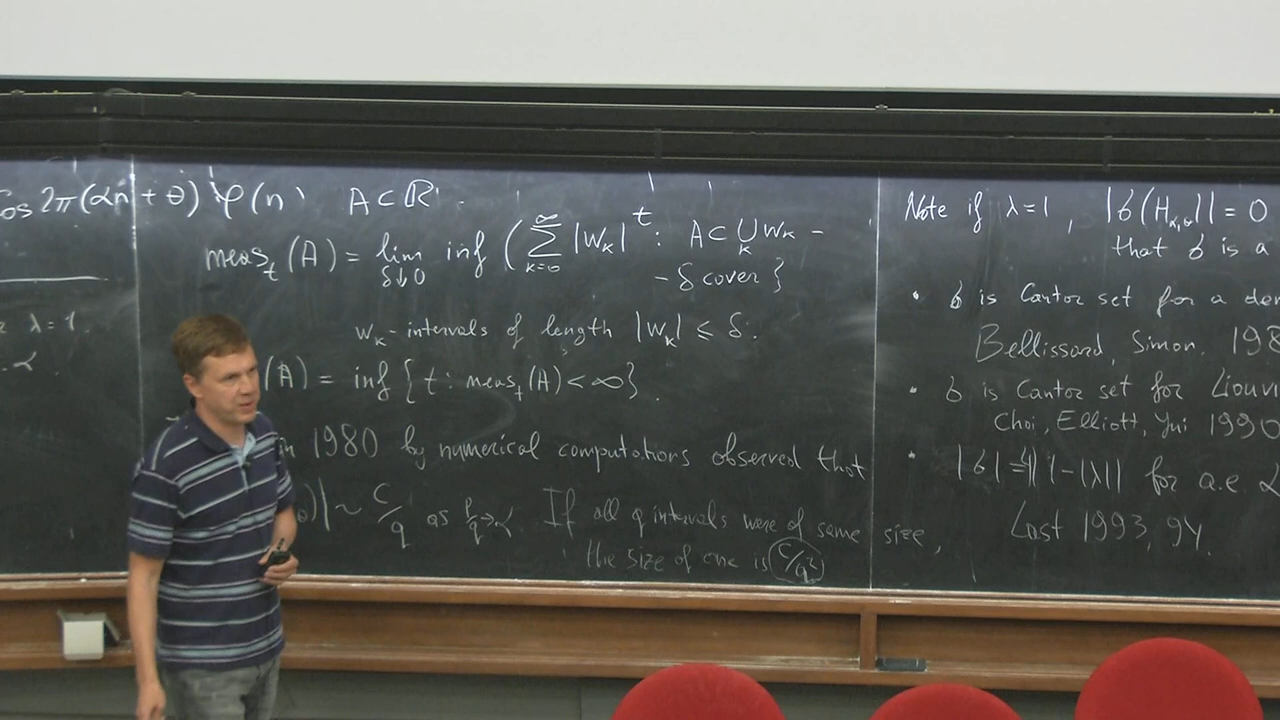 cos 2π(αn + θ) φ(n) A ⊂ ℝ.
meas_t(A) = lim_{δ↓0} inf ( ∑_{k=0}^{∞} |W_k|^t : A ⊂ ∪_k W_k –
– δ cover }
W_k - intervals of length |W_k| ≤ δ.
(A) = inf { t : meas_t(A) < ∞ }.
in 1980 by numerical computations observed that
)| ~ C/q as p/q → α. If all q intervals were of same size,
the size of one is C/q²
λ=1.
α
Note if λ=1, |σ(H_{α,θ})| = 0
that σ is a
• σ is Cantor set for a
Bellissard, Simon. 198
• σ is Cantor set for Liouvi
Choi, Elliott, Yui 1990
• |σ| = 4|1-|λ|| for a.e. α
Last 1993, 94.